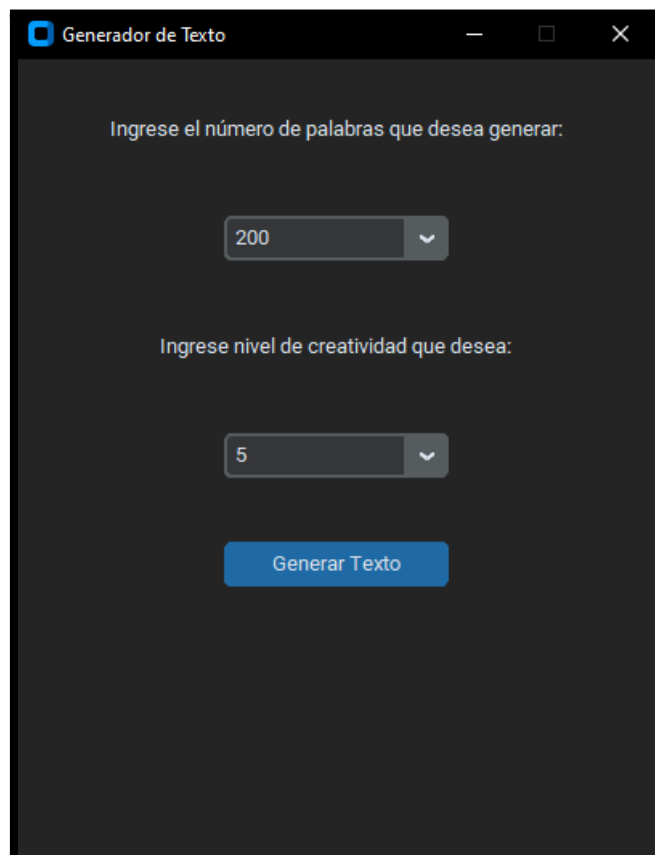 Generador de Texto
Ingrese el número de palabras que desea generar:
200
Ingrese nivel de creatividad que desea:
5
Generar Texto